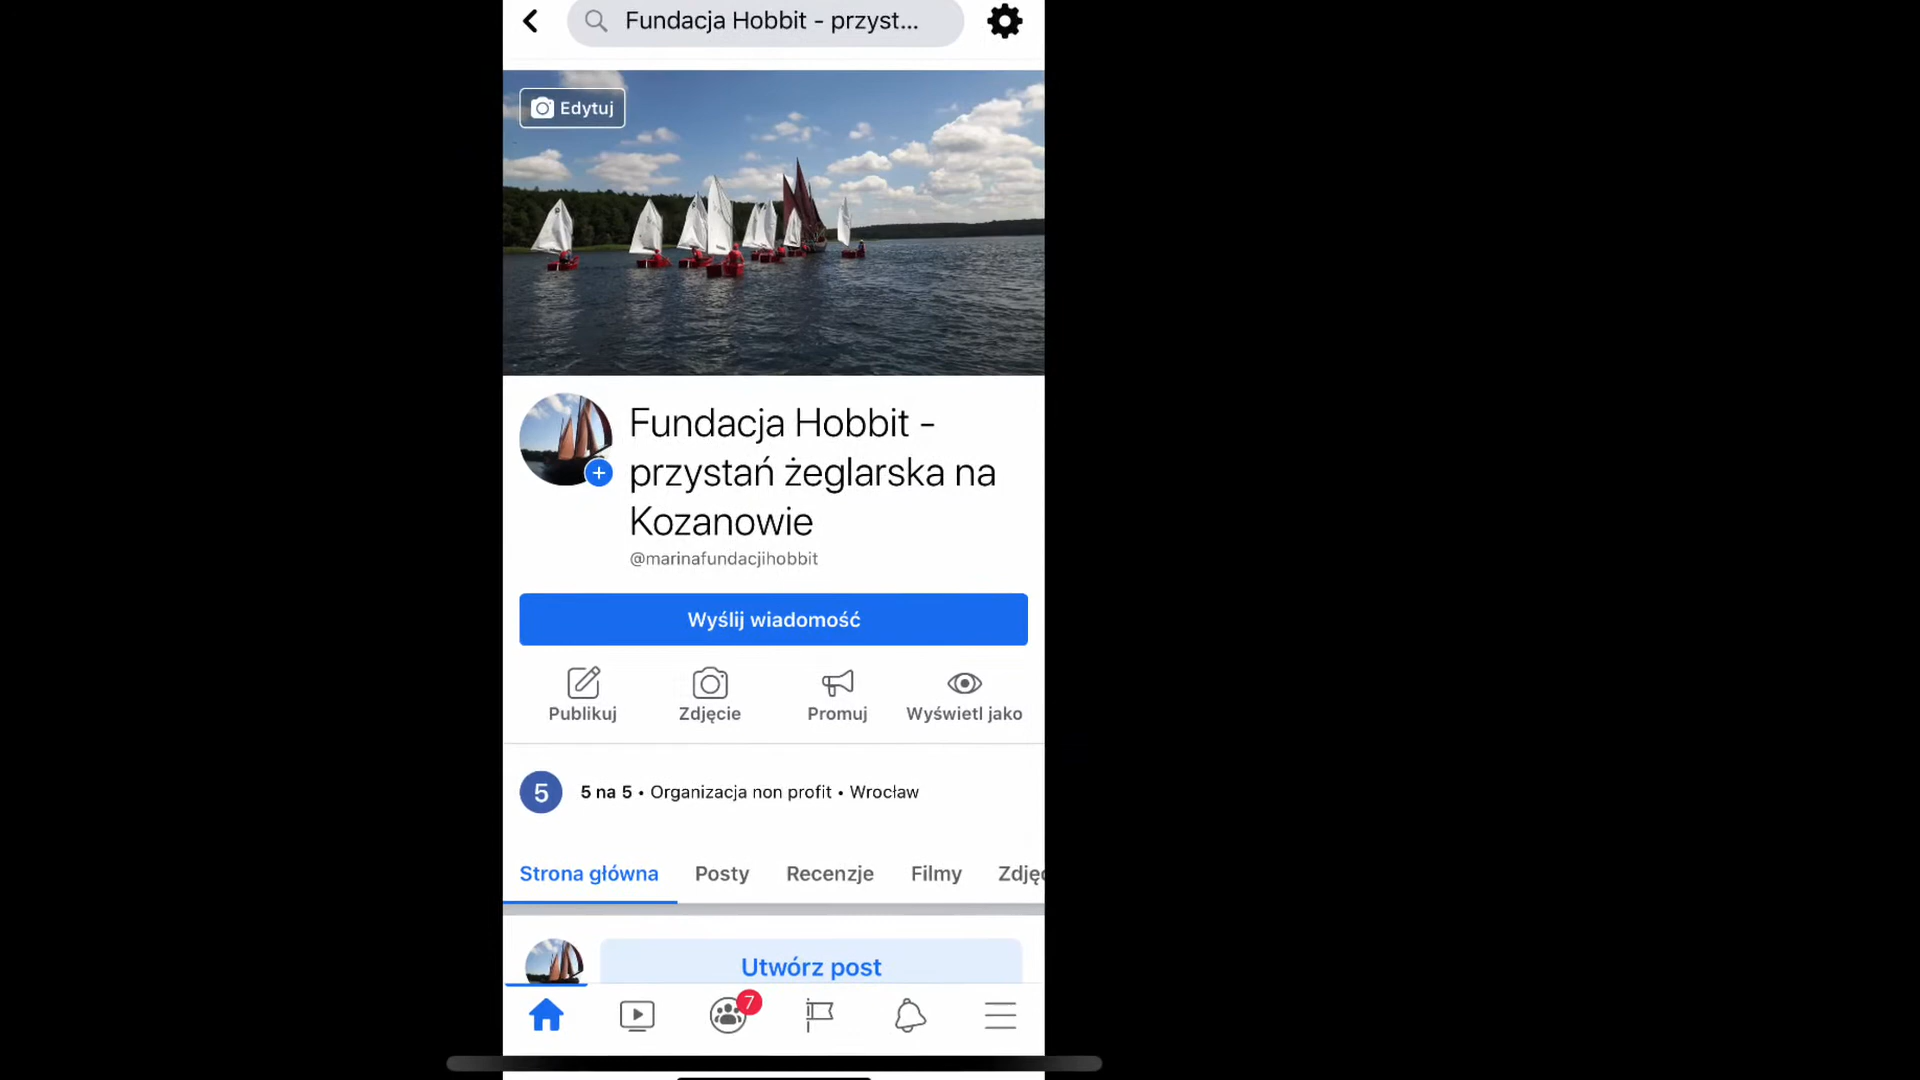 Fundacja Hobbit - przyst...
Edytuj
Fundacja Hobbit -
przystań żeglarska na
Kozanowie
@marinafundacjihobbit
Wyślij wiadomość
Publikuj Zdjęcie Promuj Wyświetl jako
5 5 na 5 • Organizacja non profit • Wrocław
Strona główna Posty Recenzje Filmy Zdjęc
Utwórz post
7